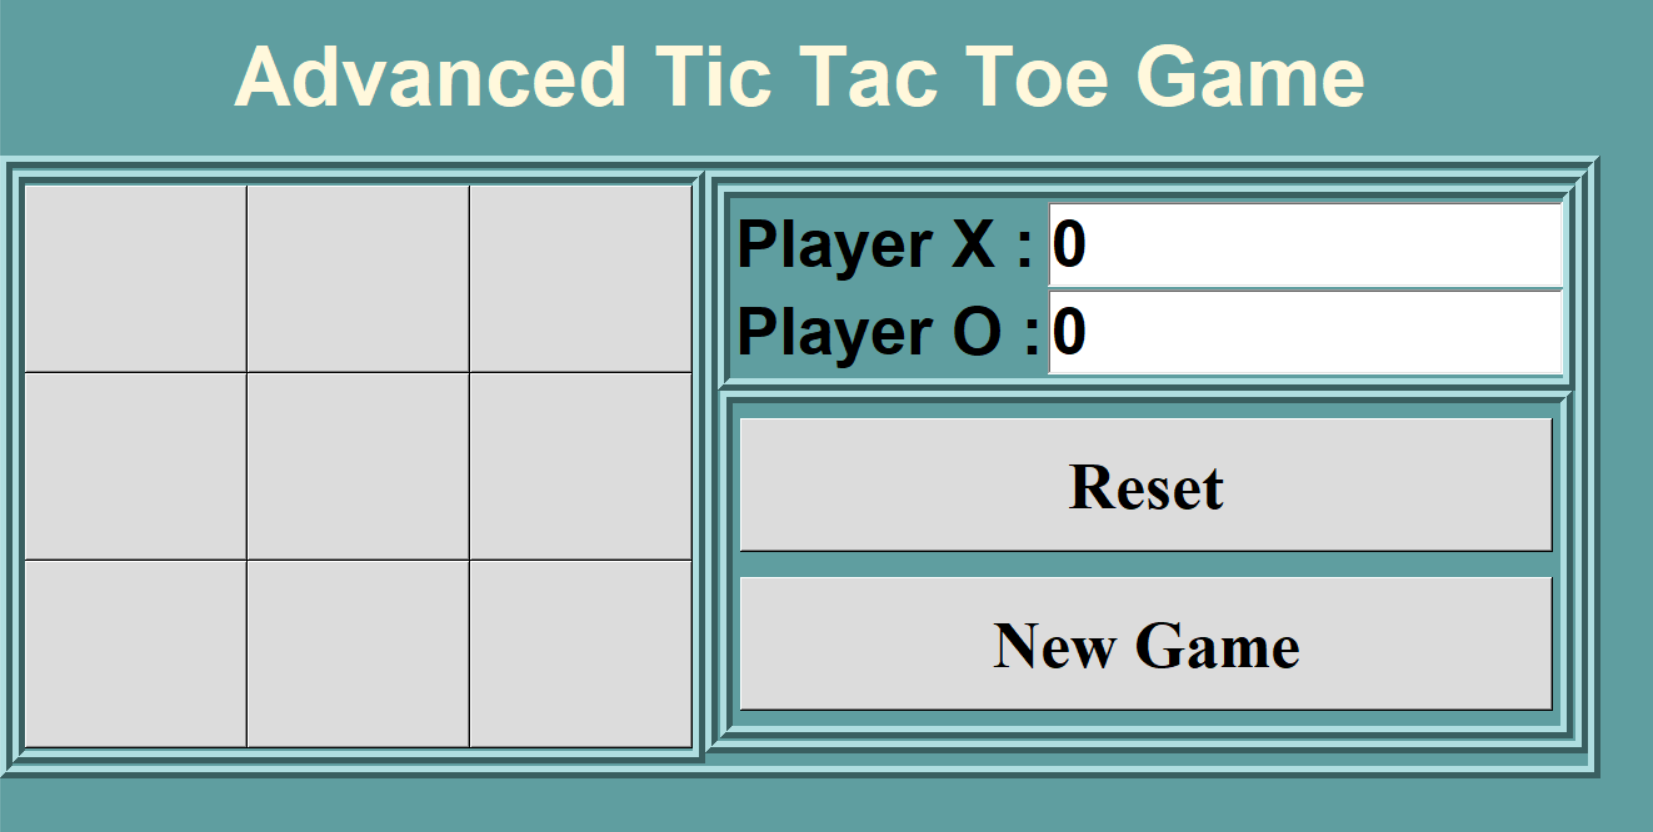 Advanced Tic Tac Toe Game
Player X : 0
Player O : 0
Reset
New Game